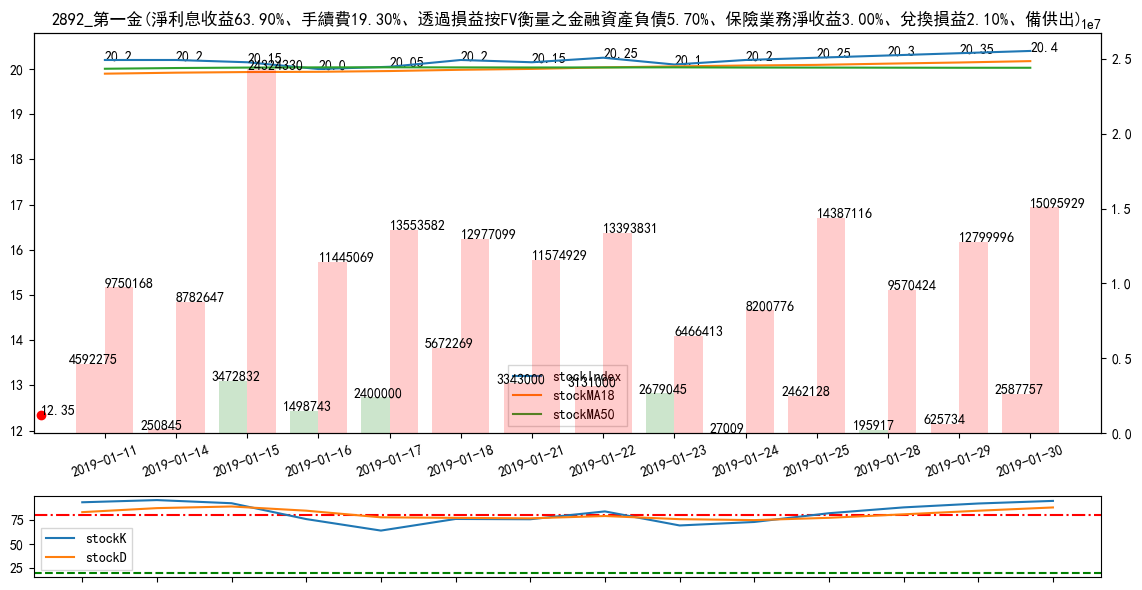 2892_第一金(淨利息收益63.90%、手續費19.30%、透過損益按FV衡量之金融資產負債5.70%、保險業務淨收益3.00%、兌換損益2.10%、備供出)
1e7
20.2 20.2 20.15 20.0 20.05 20.2 20.15 20.25 20.1 20.2 20.25 20.3 20.35 20.4
20
19
18
17
16
15
14
13
12
2.5
2.0
1.5
1.0
0.5
0.0
9750168 8782647 24324330 11445069 13553582 12977099 11574929 13393831 6466413 8200776 14387116 9570424 12799996 15095929
4592275 250845 3472832 1498743 2400000 5672269 3343000 3131000 2679045 27009 2462128 195917 625734 2587757
12.35
stockIndex
stockMA18
stockMA50
2019-01-11 2019-01-14 2019-01-15 2019-01-16 2019-01-17 2019-01-18 2019-01-21 2019-01-22 2019-01-23 2019-01-24 2019-01-25 2019-01-28 2019-01-29 2019-01-30
75
50
25
stockK
stockD